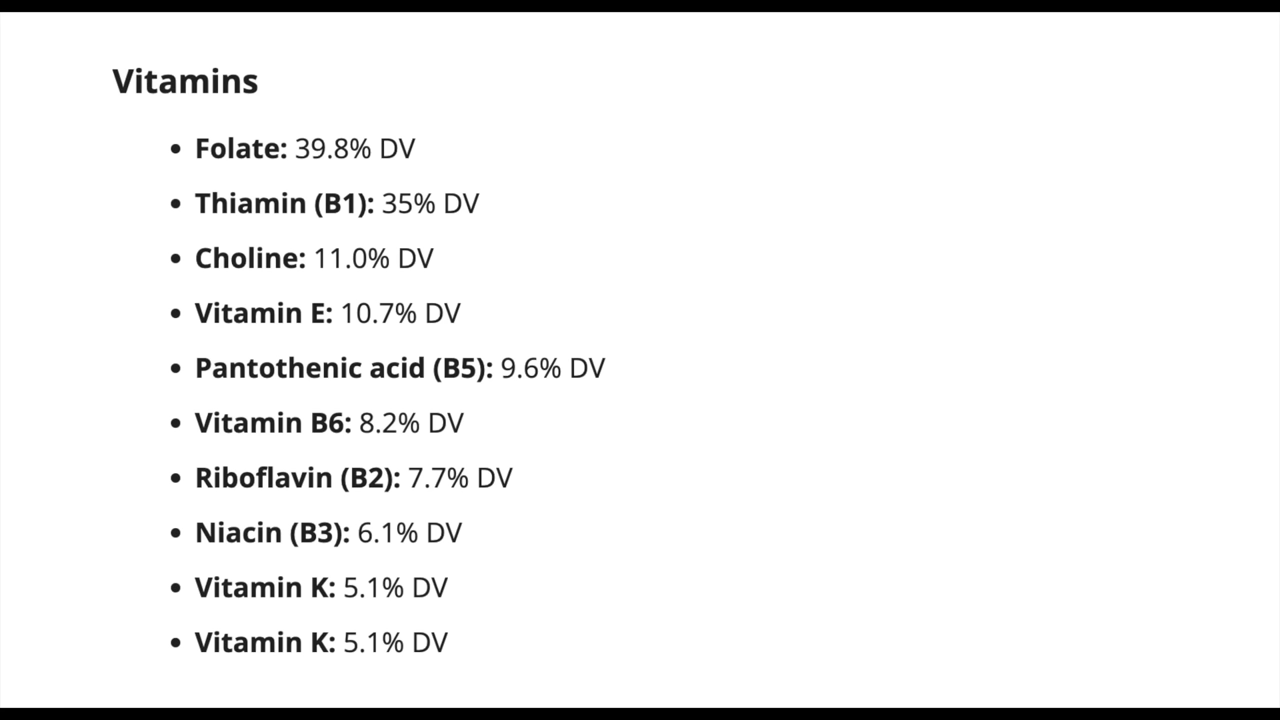 Vitamins
• Folate: 39.8% DV
• Thiamin (B1): 35% DV
• Choline: 11.0% DV
• Vitamin E: 10.7% DV
• Pantothenic acid (B5): 9.6% DV
• Vitamin B6: 8.2% DV
• Riboflavin (B2): 7.7% DV
• Niacin (B3): 6.1% DV
• Vitamin K: 5.1% DV
• Vitamin K: 5.1% DV